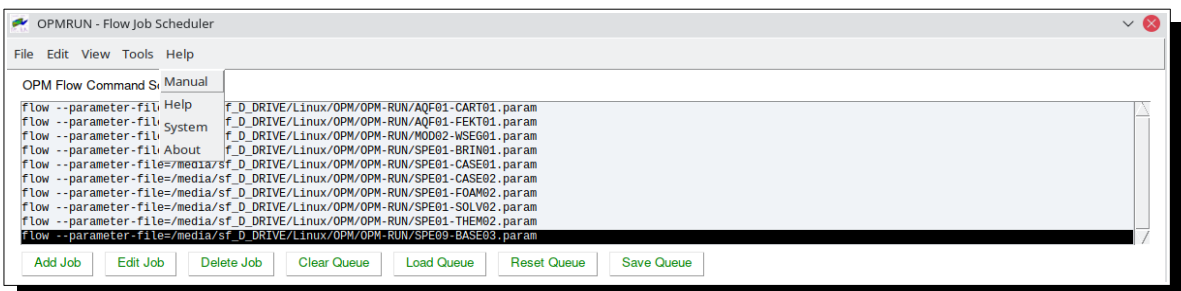 OPMRUN - Flow Job Scheduler
File Edit View Tools Help
OPM Flow Command Sc
Manual
Help
System
About
flow --parameter-fil f_D_DRIVE/Linux/OPM/OPM-RUN/AQF01-CART01.param
flow --parameter-fil f_D_DRIVE/Linux/OPM/OPM-RUN/AQF01-FEKT01.param
flow --parameter-fil f_D_DRIVE/Linux/OPM/OPM-RUN/MOD02-WSEG01.param
flow --parameter-fil f_D_DRIVE/Linux/OPM/OPM-RUN/SPE01-BRIN01.param
flow --parameter-file=/media/sf_D_DRIVE/Linux/OPM/OPM-RUN/SPE01-CASE01.param
flow --parameter-file=/media/sf_D_DRIVE/Linux/OPM/OPM-RUN/SPE01-CASE02.param
flow --parameter-file=/media/sf_D_DRIVE/Linux/OPM/OPM-RUN/SPE01-FOAM02.param
flow --parameter-file=/media/sf_D_DRIVE/Linux/OPM/OPM-RUN/SPE01-SOLV02.param
flow --parameter-file=/media/sf_D_DRIVE/Linux/OPM/OPM-RUN/SPE01-THEM02.param
flow --parameter-file=/media/sf_D_DRIVE/Linux/OPM/OPM-RUN/SPE09-BASE03.param
Add Job Edit Job Delete Job Clear Queue Load Queue Reset Queue Save Queue